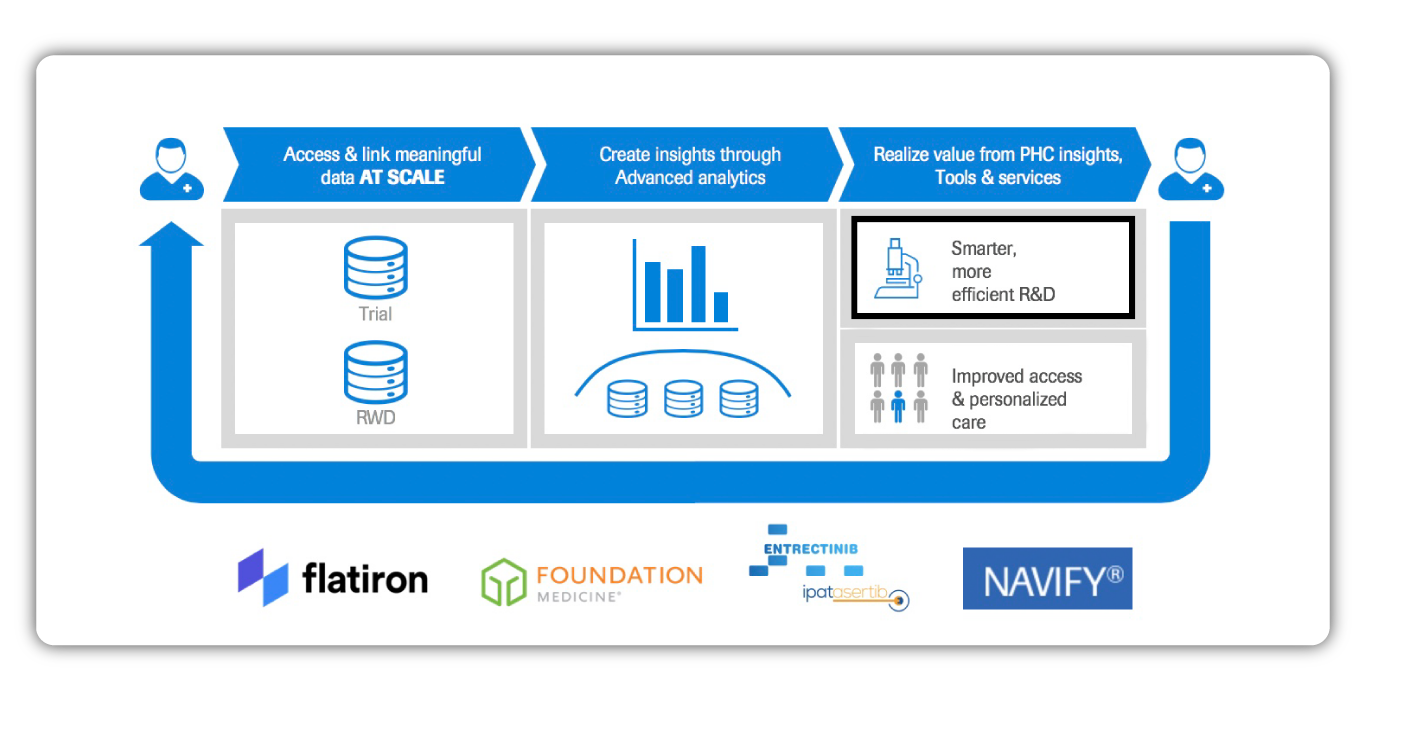 Access & link meaningful
data AT SCALE
Create insights through
Advanced analytics
Realize value from PHC insights,
Tools & services
Trial
RWD
Smarter,
more
efficient R&D
Improved access
& personalized
care
flatiron
FOUNDATION
MEDICINE®
ENTRECTINIB
ipatasertib
NAVIFY®